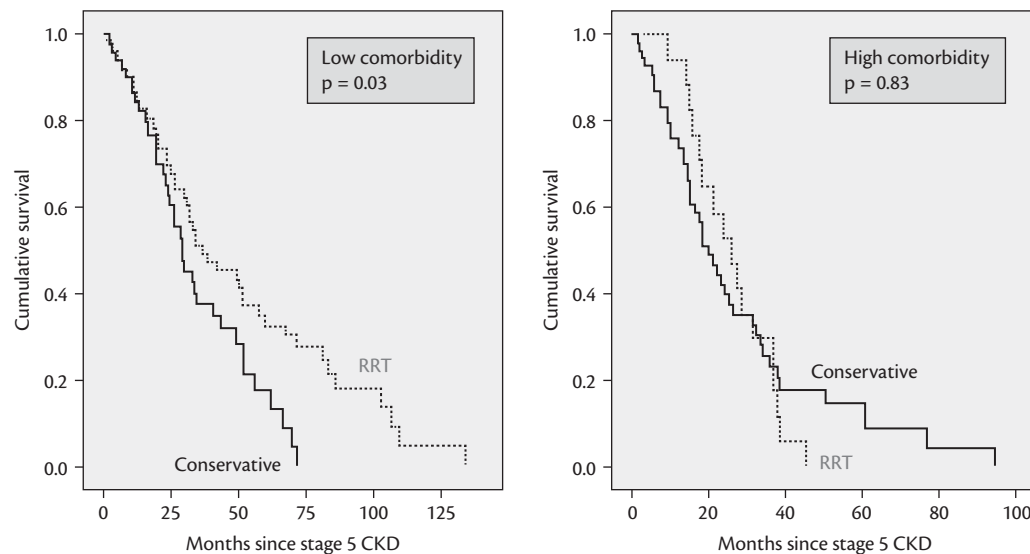 Low comorbidity
p = 0.03
1.0
0.8
0.6
0.4
0.2
0.0
Cumulative survival
RRT
Conservative
0
25
50
75
100
125
Months since stage 5 CKD
High comorbidity
p = 0.83
1.0
0.8
0.6
0.4
0.2
0.0
Cumulative survival
Conservative
RRT
0
20
40
60
80
100
Months since stage 5 CKD